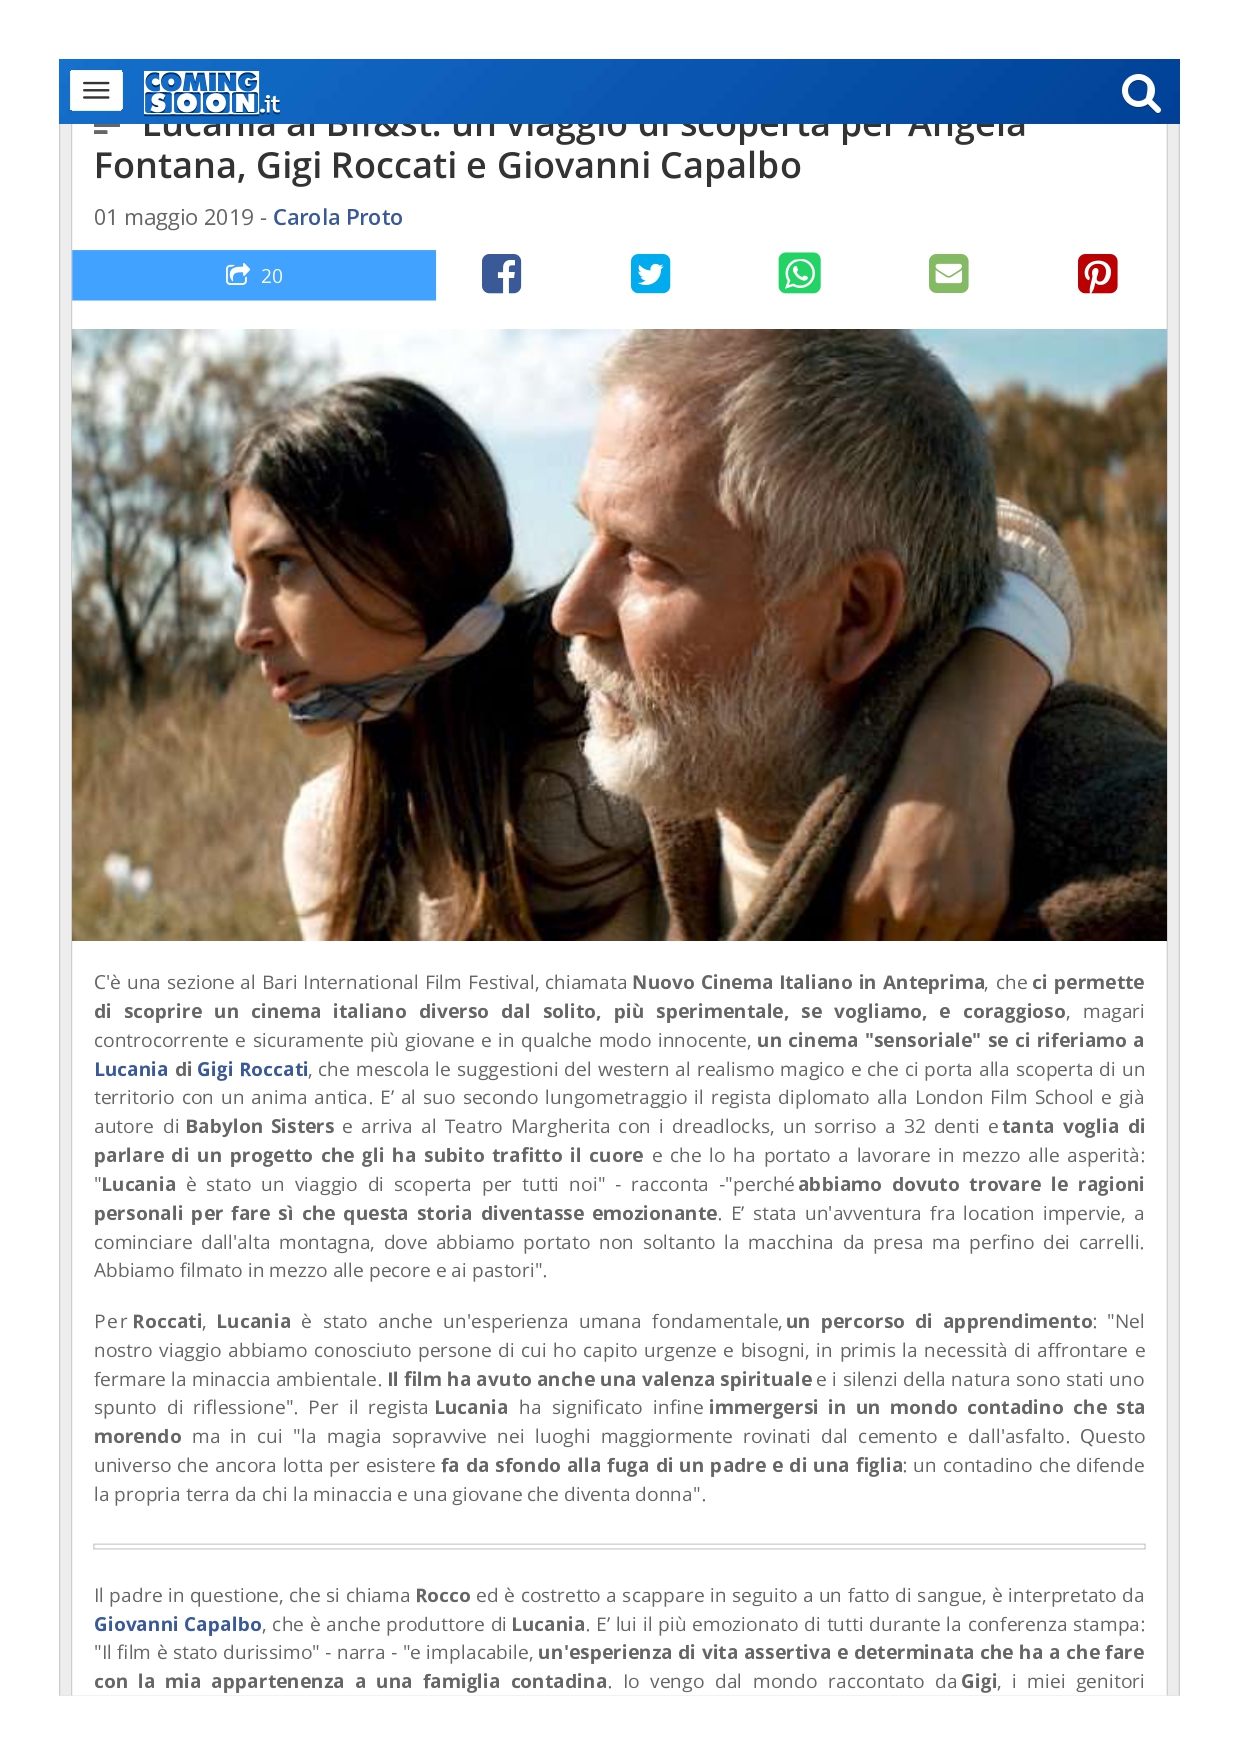 COMING
SOON.it
Lucania al Bif&st: un viaggio di scoperta per Angela
Fontana, Gigi Roccati e Giovanni Capalbo
01 maggio 2019 - Carola Proto
20
C'è una sezione al Bari International Film Festival, chiamata Nuovo Cinema Italiano in Anteprima, che ci permette
di scoprire un cinema italiano diverso dal solito, più sperimentale, se vogliamo, e coraggioso, magari
controcorrente e sicuramente più giovane e in qualche modo innocente, un cinema "sensoriale" se ci riferiamo a
Lucania di Gigi Roccati, che mescola le suggestioni del western al realismo magico e che ci porta alla scoperta di un
territorio con un anima antica. E’ al suo secondo lungometraggio il regista diplomato alla London Film School e già
autore di Babylon Sisters e arriva al Teatro Margherita con i dreadlocks, un sorriso a 32 denti e tanta voglia di
parlare di un progetto che gli ha subito trafitto il cuore e che lo ha portato a lavorare in mezzo alle asperità:
"Lucania è stato un viaggio di scoperta per tutti noi" - racconta -"perché abbiamo dovuto trovare le ragioni
personali per fare sì che questa storia diventasse emozionante. E’ stata un'avventura fra location impervie, a
cominciare dall'alta montagna, dove abbiamo portato non soltanto la macchina da presa ma perfino dei carrelli.
Abbiamo filmato in mezzo alle pecore e ai pastori".
Per Roccati, Lucania è stato anche un'esperienza umana fondamentale, un percorso di apprendimento: "Nel
nostro viaggio abbiamo conosciuto persone di cui ho capito urgenze e bisogni, in primis la necessità di affrontare e
fermare la minaccia ambientale. Il film ha avuto anche una valenza spirituale e i silenzi della natura sono stati uno
spunto di riflessione". Per il regista Lucania ha significato infine immergersi in un mondo contadino che sta
morendo ma in cui "la magia sopravvive nei luoghi maggiormente rovinati dal cemento e dall'asfalto. Questo
universo che ancora lotta per esistere fa da sfondo alla fuga di un padre e di una figlia: un contadino che difende
la propria terra da chi la minaccia e una giovane che diventa donna".
Il padre in questione, che si chiama Rocco ed è costretto a scappare in seguito a un fatto di sangue, è interpretato da
Giovanni Capalbo, che è anche produttore di Lucania. E’ lui il più emozionato di tutti durante la conferenza stampa:
"Il film è stato durissimo" - narra - "e implacabile, un'esperienza di vita assertiva e determinata che ha a che fare
con la mia appartenenza a una famiglia contadina. Io vengo dal mondo raccontato da Gigi, i miei genitori